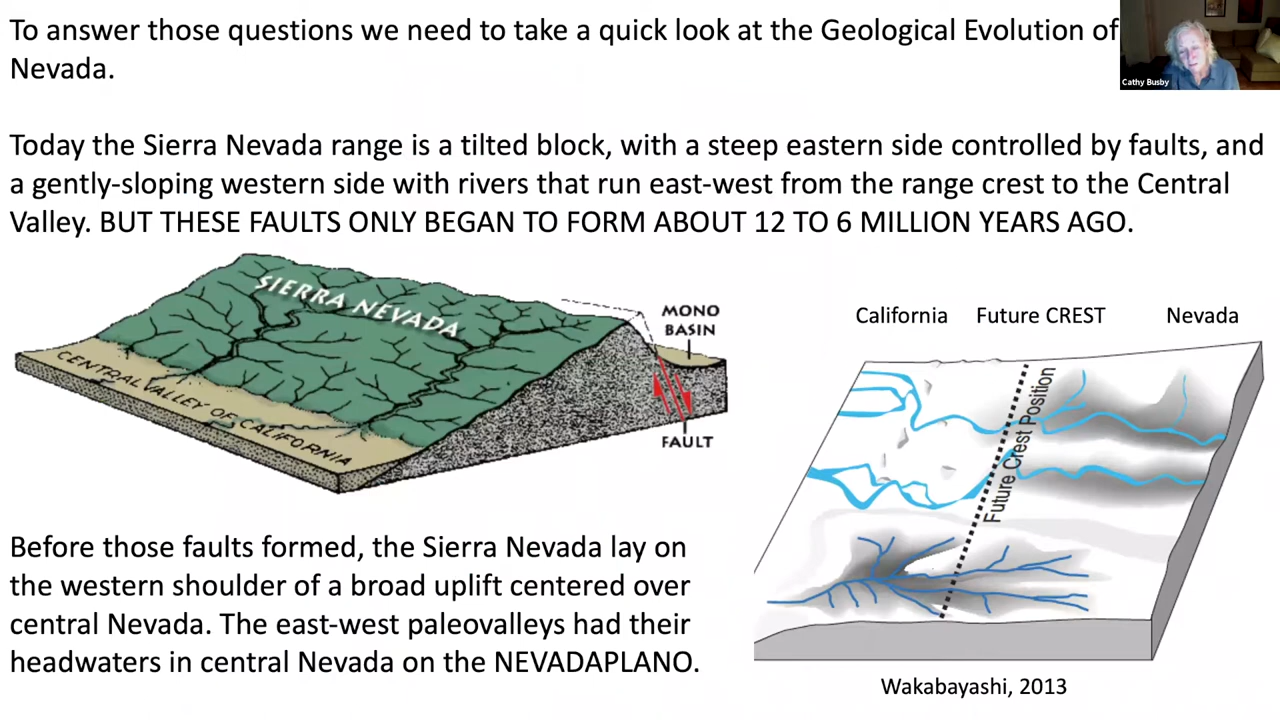 To answer those questions we need to take a quick look at the Geological Evolution of
Nevada.
Cathy Busby
Today the Sierra Nevada range is a tilted block, with a steep eastern side controlled by faults, and
a gently-sloping western side with rivers that run east-west from the range crest to the Central
Valley. BUT THESE FAULTS ONLY BEGAN TO FORM ABOUT 12 TO 6 MILLION YEARS AGO.
SIERRA NEVADA
MONO
BASIN
CENTRAL VALLEY OF CALIFORNIA
FAULT
California Future CREST Nevada
Future Crest Position
Before those faults formed, the Sierra Nevada lay on
the western shoulder of a broad uplift centered over
central Nevada. The east-west paleovalleys had their
headwaters in central Nevada on the NEVADAPLANO.
Wakabayashi, 2013